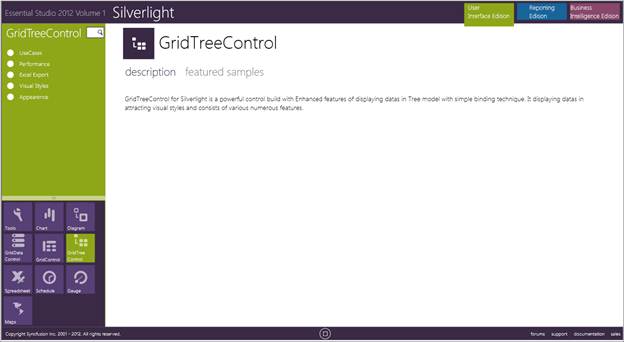 Essential Studio 2012 Volume 1 Silverlight
User
Interface Edition
Reporting
Edition
Business
Intelligence Edition
GridTreeControl
UseCases
Performance
Excel Export
Visual Styles
Appearence
GridTreeControl
description featured samples
GridTreeControl for Silverlight is a powerful control build with Enhanced features of displaying datas in Tree model with simple binding technique. It displaying datas in
attracting visual styles and consists of various numerous features.
Tools
Chart
Diagram
GridData
Control
GridControl
GridTree
Control
Spreadsheet
Schedule
Gauge
Maps
Copyright Syncfusion Inc. 2001 - 2012. All rights reserved.
forums support documentation sales